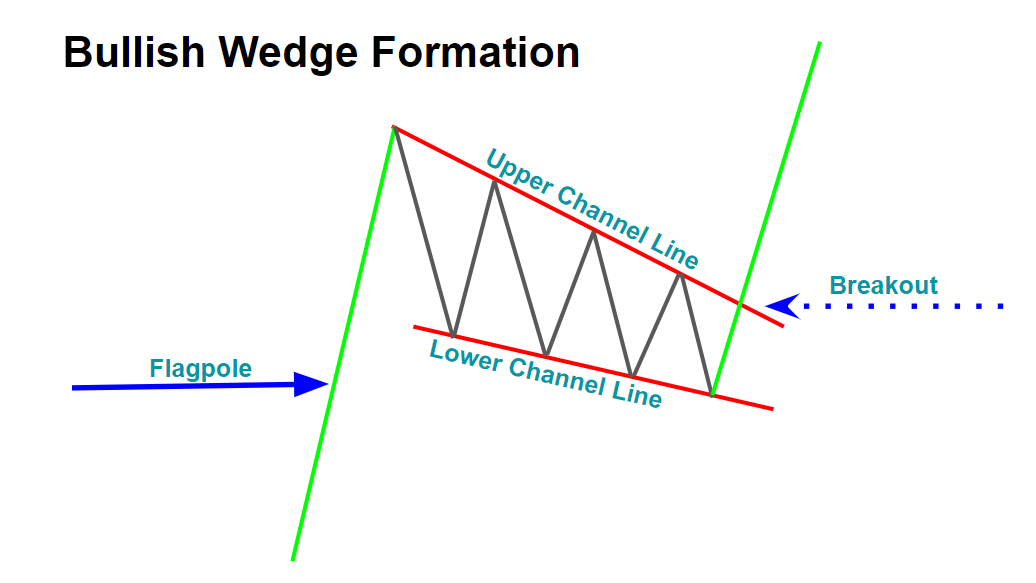 Bullish Wedge Formation
Upper Channel Line
Breakout
Lower Channel Line
Flagpole